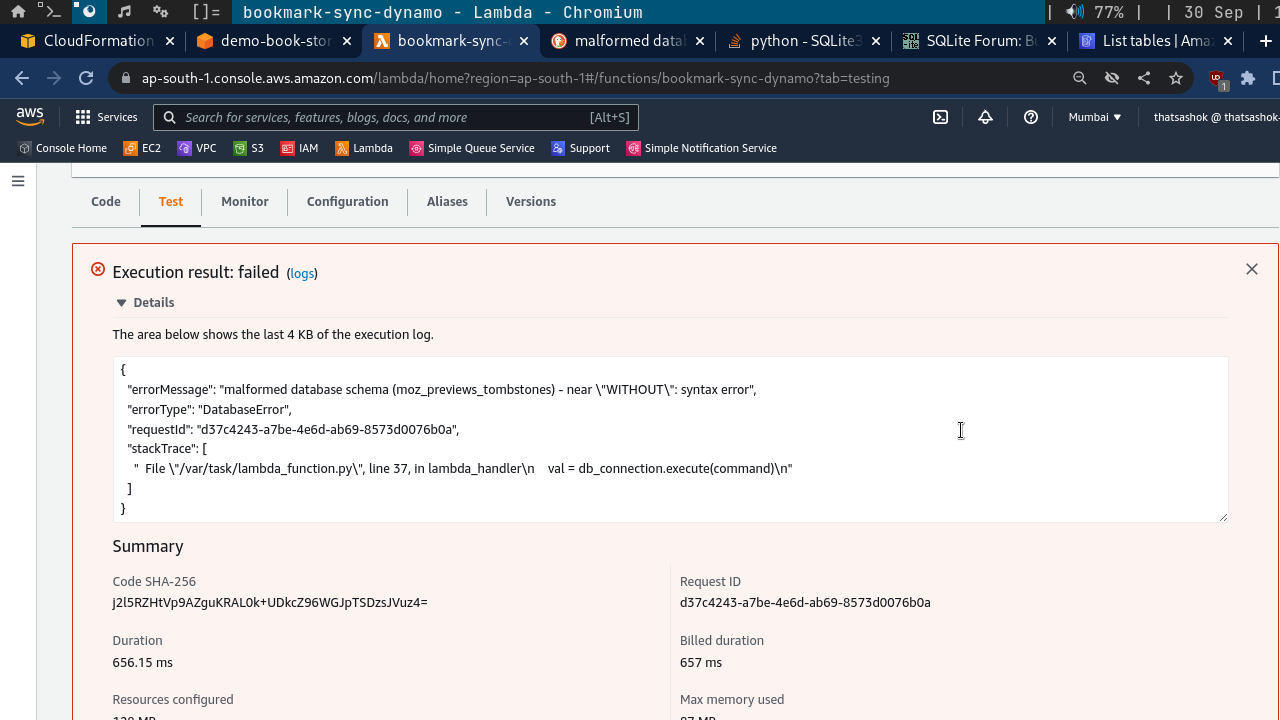 bookmark-sync-dynamo - Lambda - Chromium
77% | | 30 Sep |
CloudFormation
demo-book-stor
bookmark-sync-
malformed datal
python - SQLite3
SQLite Forum: Bu
List tables | Ama
ap-south-1.console.aws.amazon.com/lambda/home?region=ap-south-1#/functions/bookmark-sync-dynamo?tab=testing
1
aws
Services
Search for services, features, blogs, docs, and more
[Alt+S]
Mumbai
thatsashok @ thatsashok-
Console Home
EC2
VPC
S3
IAM
Lambda
Simple Queue Service
Support
Simple Notification Service
Code
Test
Monitor
Configuration
Aliases
Versions
Execution result: failed (logs)
Details
The area below shows the last 4 KB of the execution log.
{
"errorMessage": "malformed database schema (moz_previews_tombstones) - near \"WITHOUT\": syntax error",
"errorType": "DatabaseError",
"requestId": "d37c4243-a7be-4e6d-ab69-8573d0076b0a",
"stackTrace": [
" File \"/var/task/lambda_function.py\", line 37, in lambda_handler\n    val = db_connection.execute(command)\n"
]
}
Summary
Code SHA-256
j2l5RZHtVp9AZguKRAL0k+UDkcZ96WGJpTSDzsJVuz4=
Request ID
d37c4243-a7be-4e6d-ab69-8573d0076b0a
Duration
656.15 ms
Billed duration
657 ms
Resources configured
Max memory used